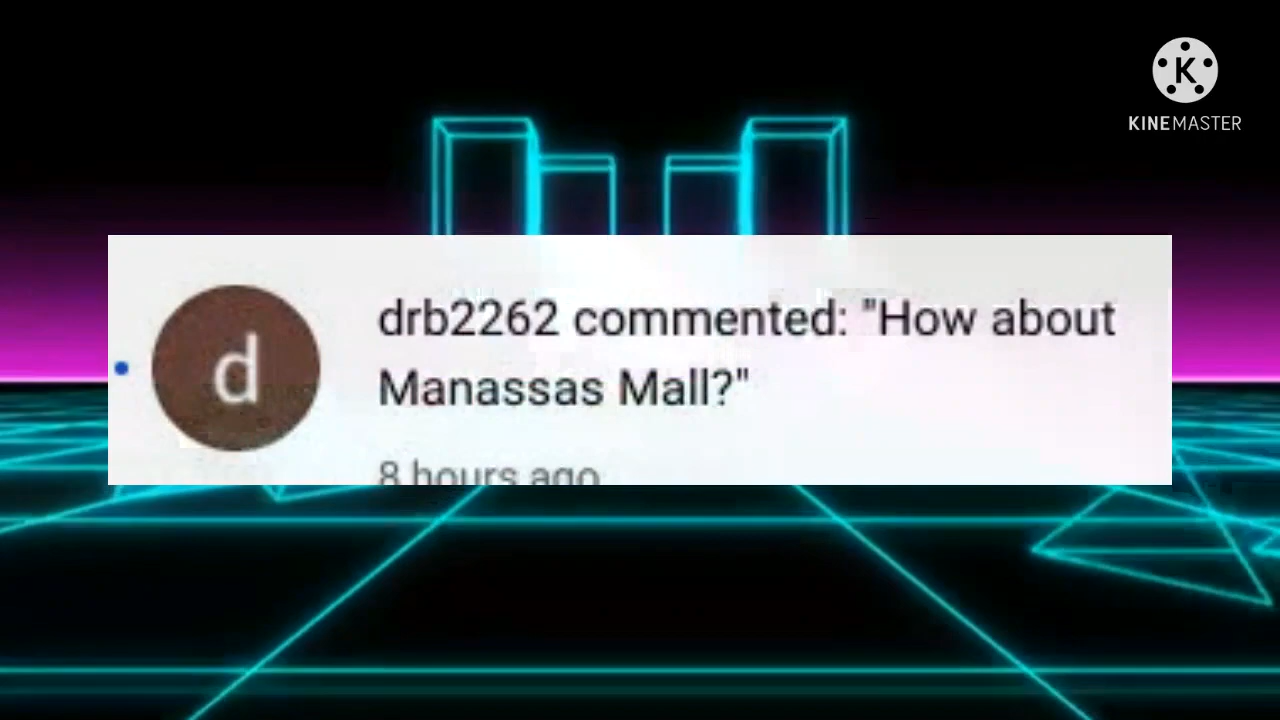 K
KINEMASTER
d
drb2262 commented: "How about
Manassas Mall?"
8 hours ago